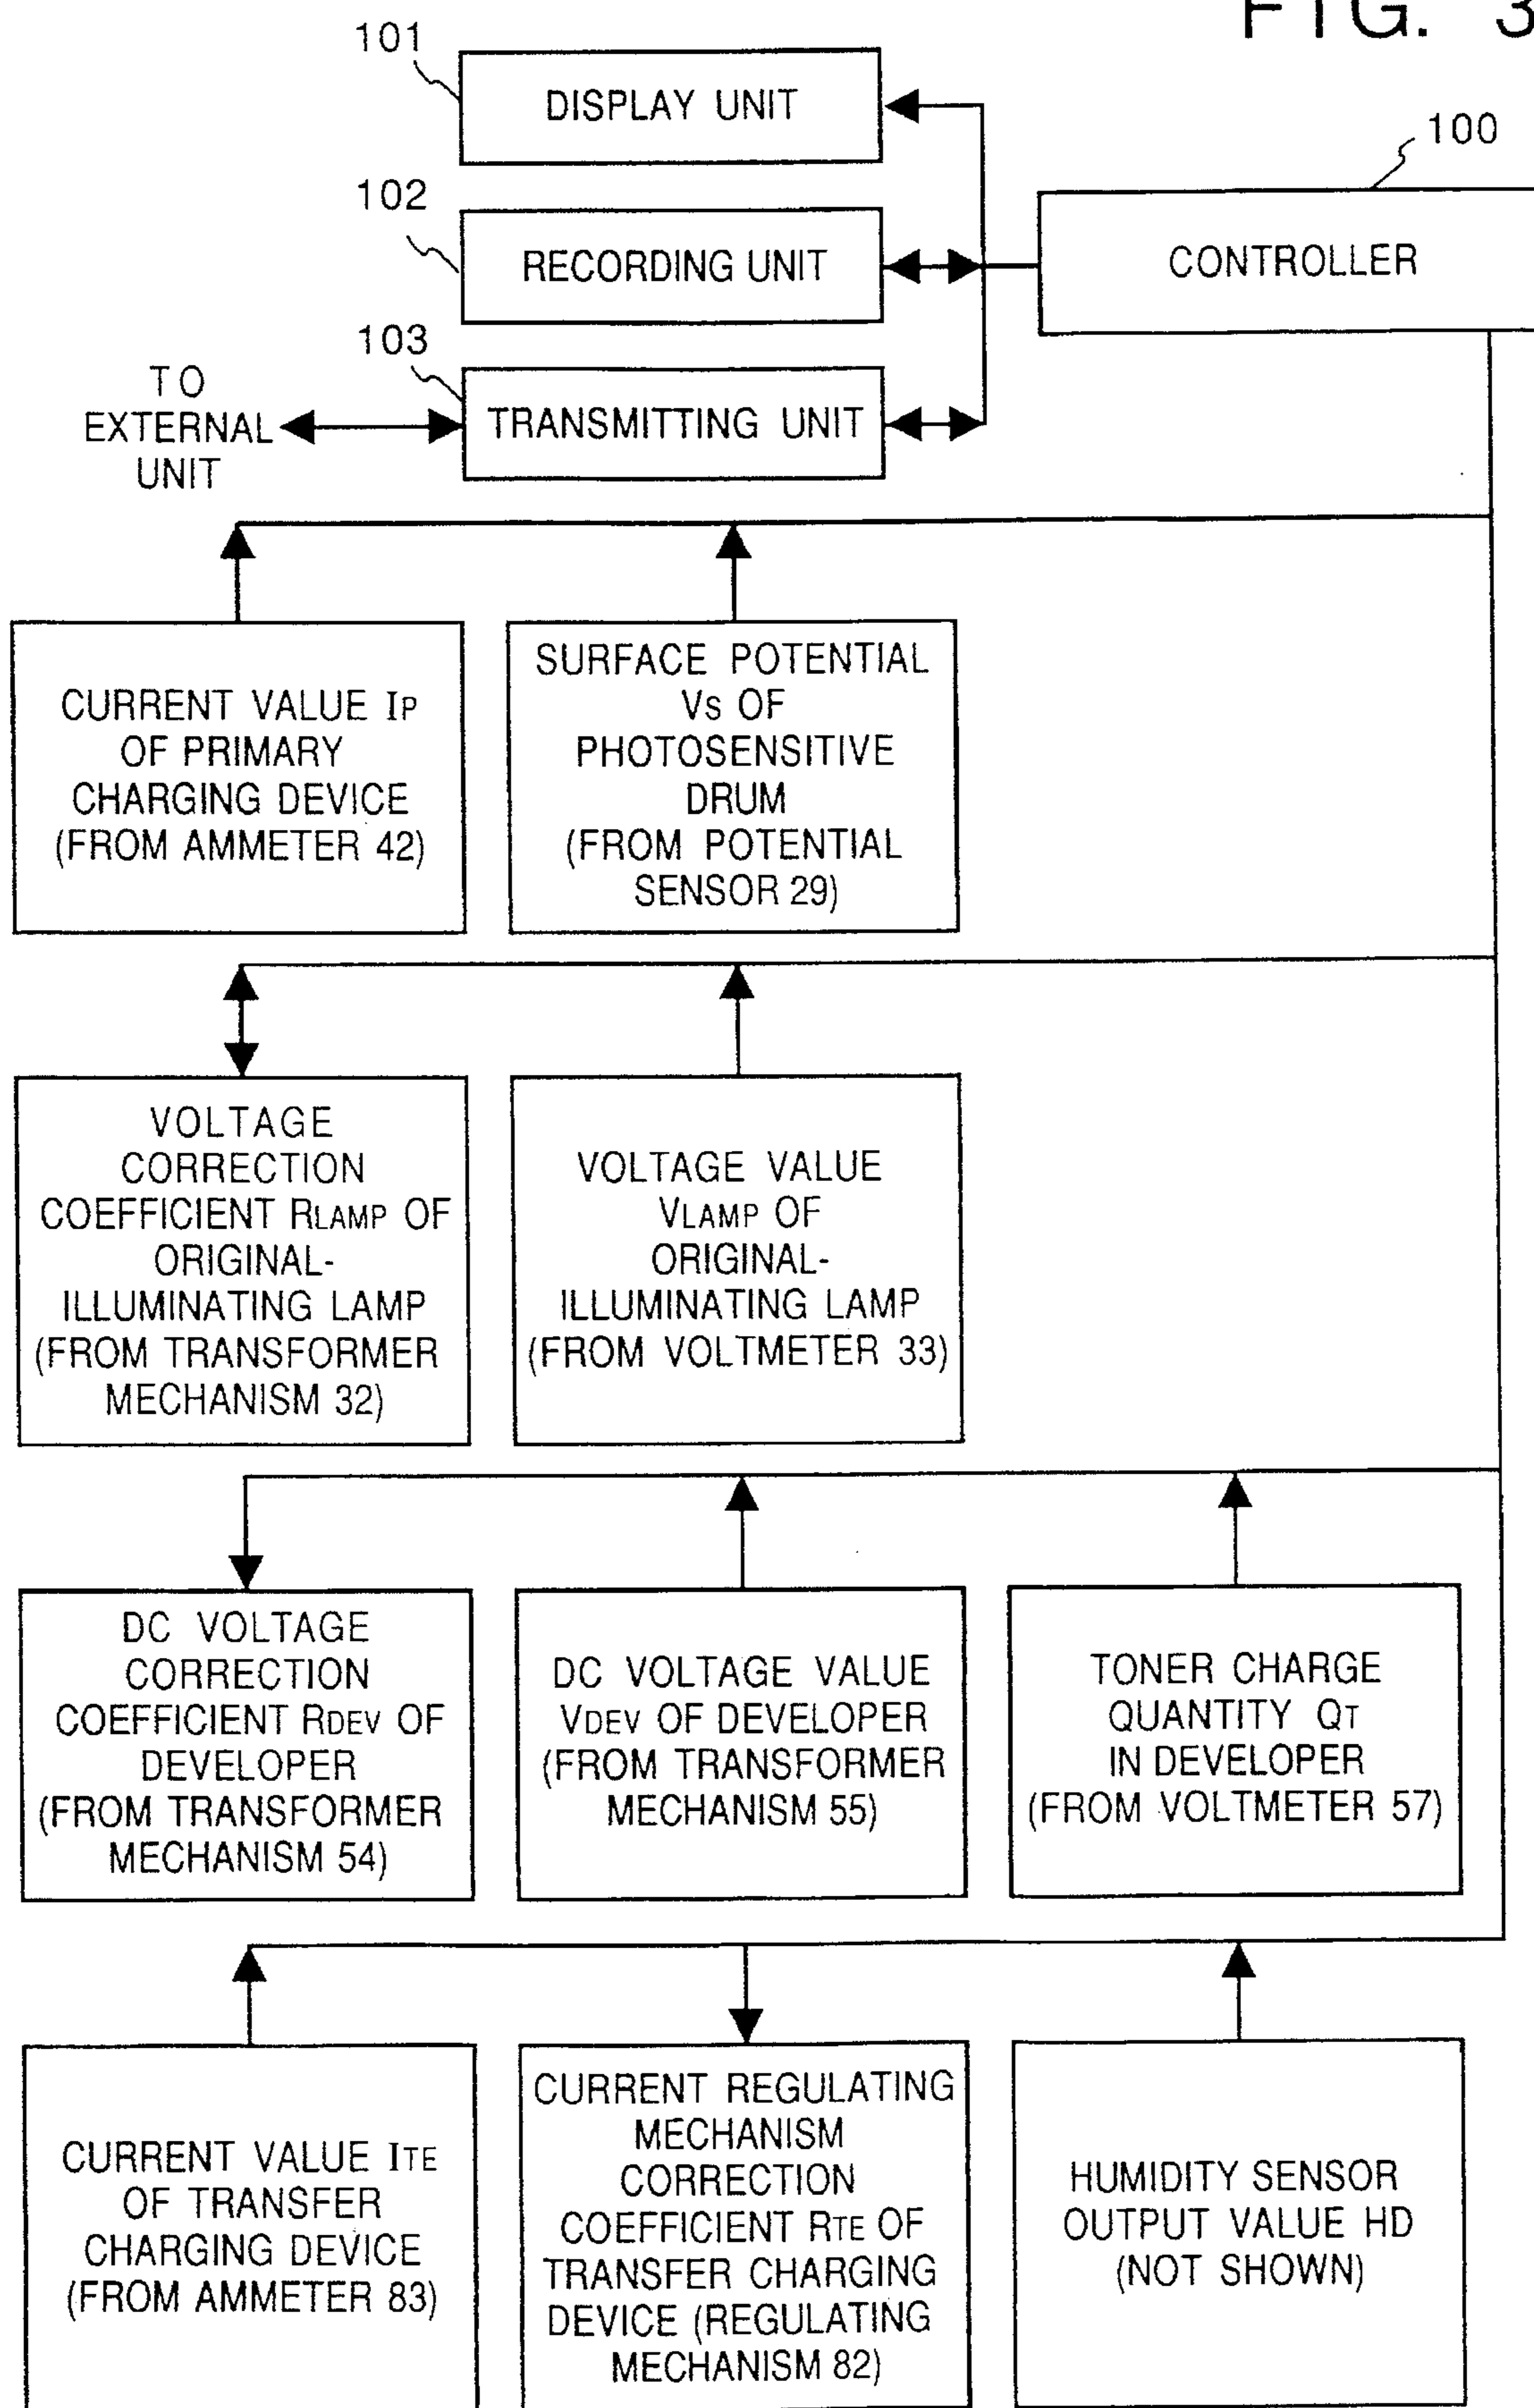 FIG. 3
101
DISPLAY UNIT
100
102
RECORDING UNIT
CONTROLLER
103
TO
EXTERNAL
UNIT
TRANSMITTING UNIT
CURRENT VALUE IP
OF PRIMARY
CHARGING DEVICE
(FROM AMMETER 42)
SURFACE POTENTIAL
VS OF
PHOTOSENSITIVE
DRUM
(FROM POTENTIAL
SENSOR 29)
VOLTAGE
CORRECTION
COEFFICIENT RLAMP OF
ORIGINAL-
ILLUMINATING LAMP
(FROM TRANSFORMER
MECHANISM 32)
VOLTAGE VALUE
VLAMP OF
ORIGINAL-
ILLUMINATING LAMP
(FROM VOLTMETER 33)
DC VOLTAGE
CORRECTION
COEFFICIENT RDEV OF
DEVELOPER
(FROM TRANSFORMER
MECHANISM 54)
DC VOLTAGE VALUE
VDEV OF DEVELOPER
(FROM TRANSFORMER
MECHANISM 55)
TONER CHARGE
QUANTITY QT
IN DEVELOPER
(FROM VOLTMETER 57)
CURRENT VALUE ITE
OF TRANSFER
CHARGING DEVICE
(FROM AMMETER 83)
CURRENT REGULATING
MECHANISM
CORRECTION
COEFFICIENT RTE OF
TRANSFER CHARGING
DEVICE (REGULATING
MECHANISM 82)
HUMIDITY SENSOR
OUTPUT VALUE HD
(NOT SHOWN)